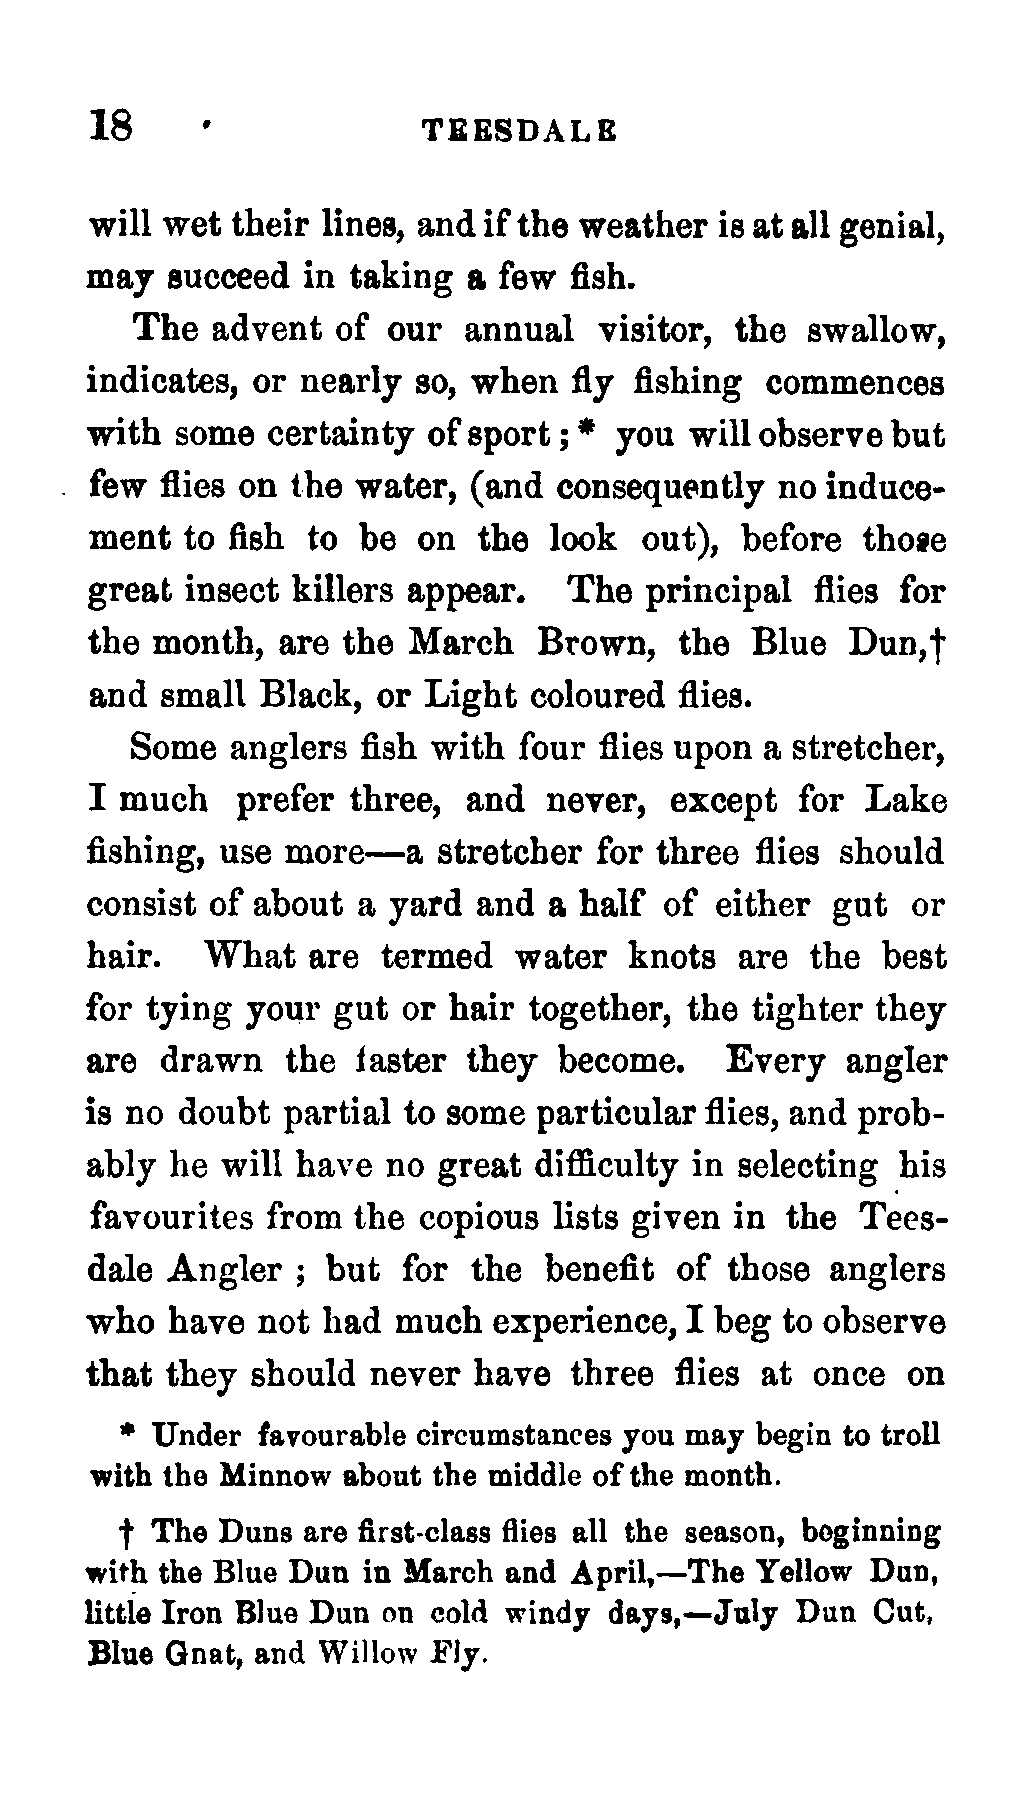 18 TEESDALE
will wet their lines, and if the weather is at all genial,
may succeed in taking a few fish.
The advent of our annual visitor, the swallow,
indicates, or nearly so, when fly fishing commences
with some certainty of sport ; * you will observe but
few flies on the water, (and consequently no induce-
ment to fish to be on the look out), before those
great insect killers appear. The principal flies for
the month, are the March Brown, the Blue Dun,†
and small Black, or Light coloured flies.
Some anglers fish with four flies upon a stretcher,
I much prefer three, and never, except for Lake
fishing, use more—a stretcher for three flies should
consist of about a yard and a half of either gut or
hair. What are termed water knots are the best
for tying your gut or hair together, the tighter they
are drawn the faster they become. Every angler
is no doubt partial to some particular flies, and prob-
ably he will have no great difficulty in selecting his
favourites from the copious lists given in the Tees-
dale Angler ; but for the benefit of those anglers
who have not had much experience, I beg to observe
that they should never have three flies at once on
* Under favourable circumstances you may begin to troll
with the Minnow about the middle of the month.
† The Duns are first-class flies all the season, beginning
with the Blue Dun in March and April,—The Yellow Dun,
little Iron Blue Dun on cold windy days,—July Dun Cut,
Blue Gnat, and Willow Fly.